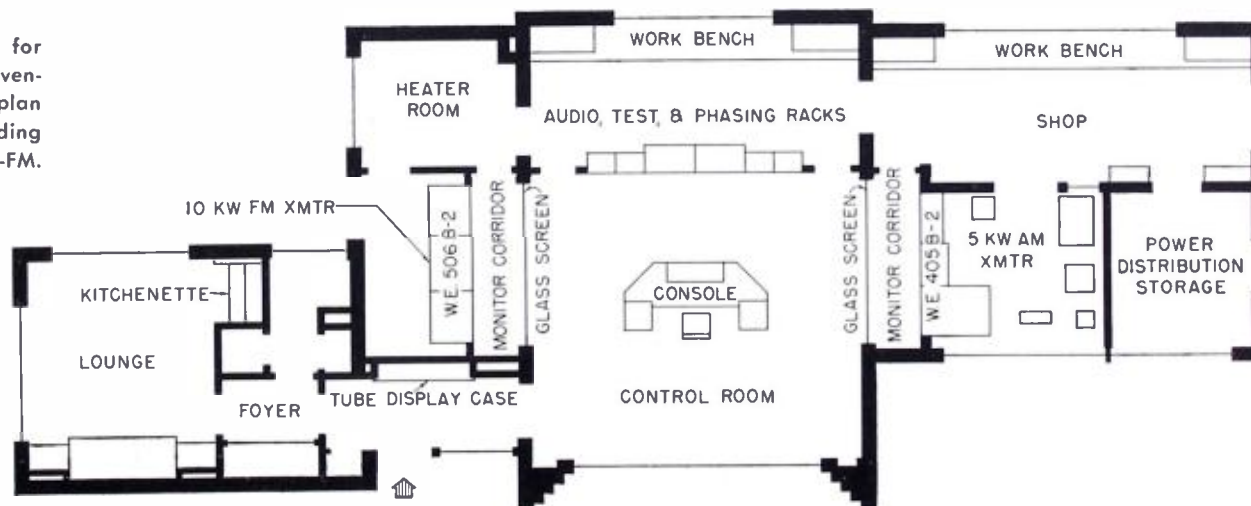 for
ven-
plan
ding
-FM.
WORK BENCH
WORK BENCH
HEATER
ROOM
AUDIO, TEST, & PHASING RACKS
SHOP
10 KW FM XMTR
W.E. 506 B-2
MONITOR CORRIDOR
GLASS SCREEN
GLASS SCREEN
MONITOR CORRIDOR
W.E. 405 B-2
5 KW AM
XMTR
POWER
DISTRIBUTION
STORAGE
KITCHENETTE
CONSOLE
LOUNGE
FOYER
TUBE DISPLAY CASE
CONTROL ROOM